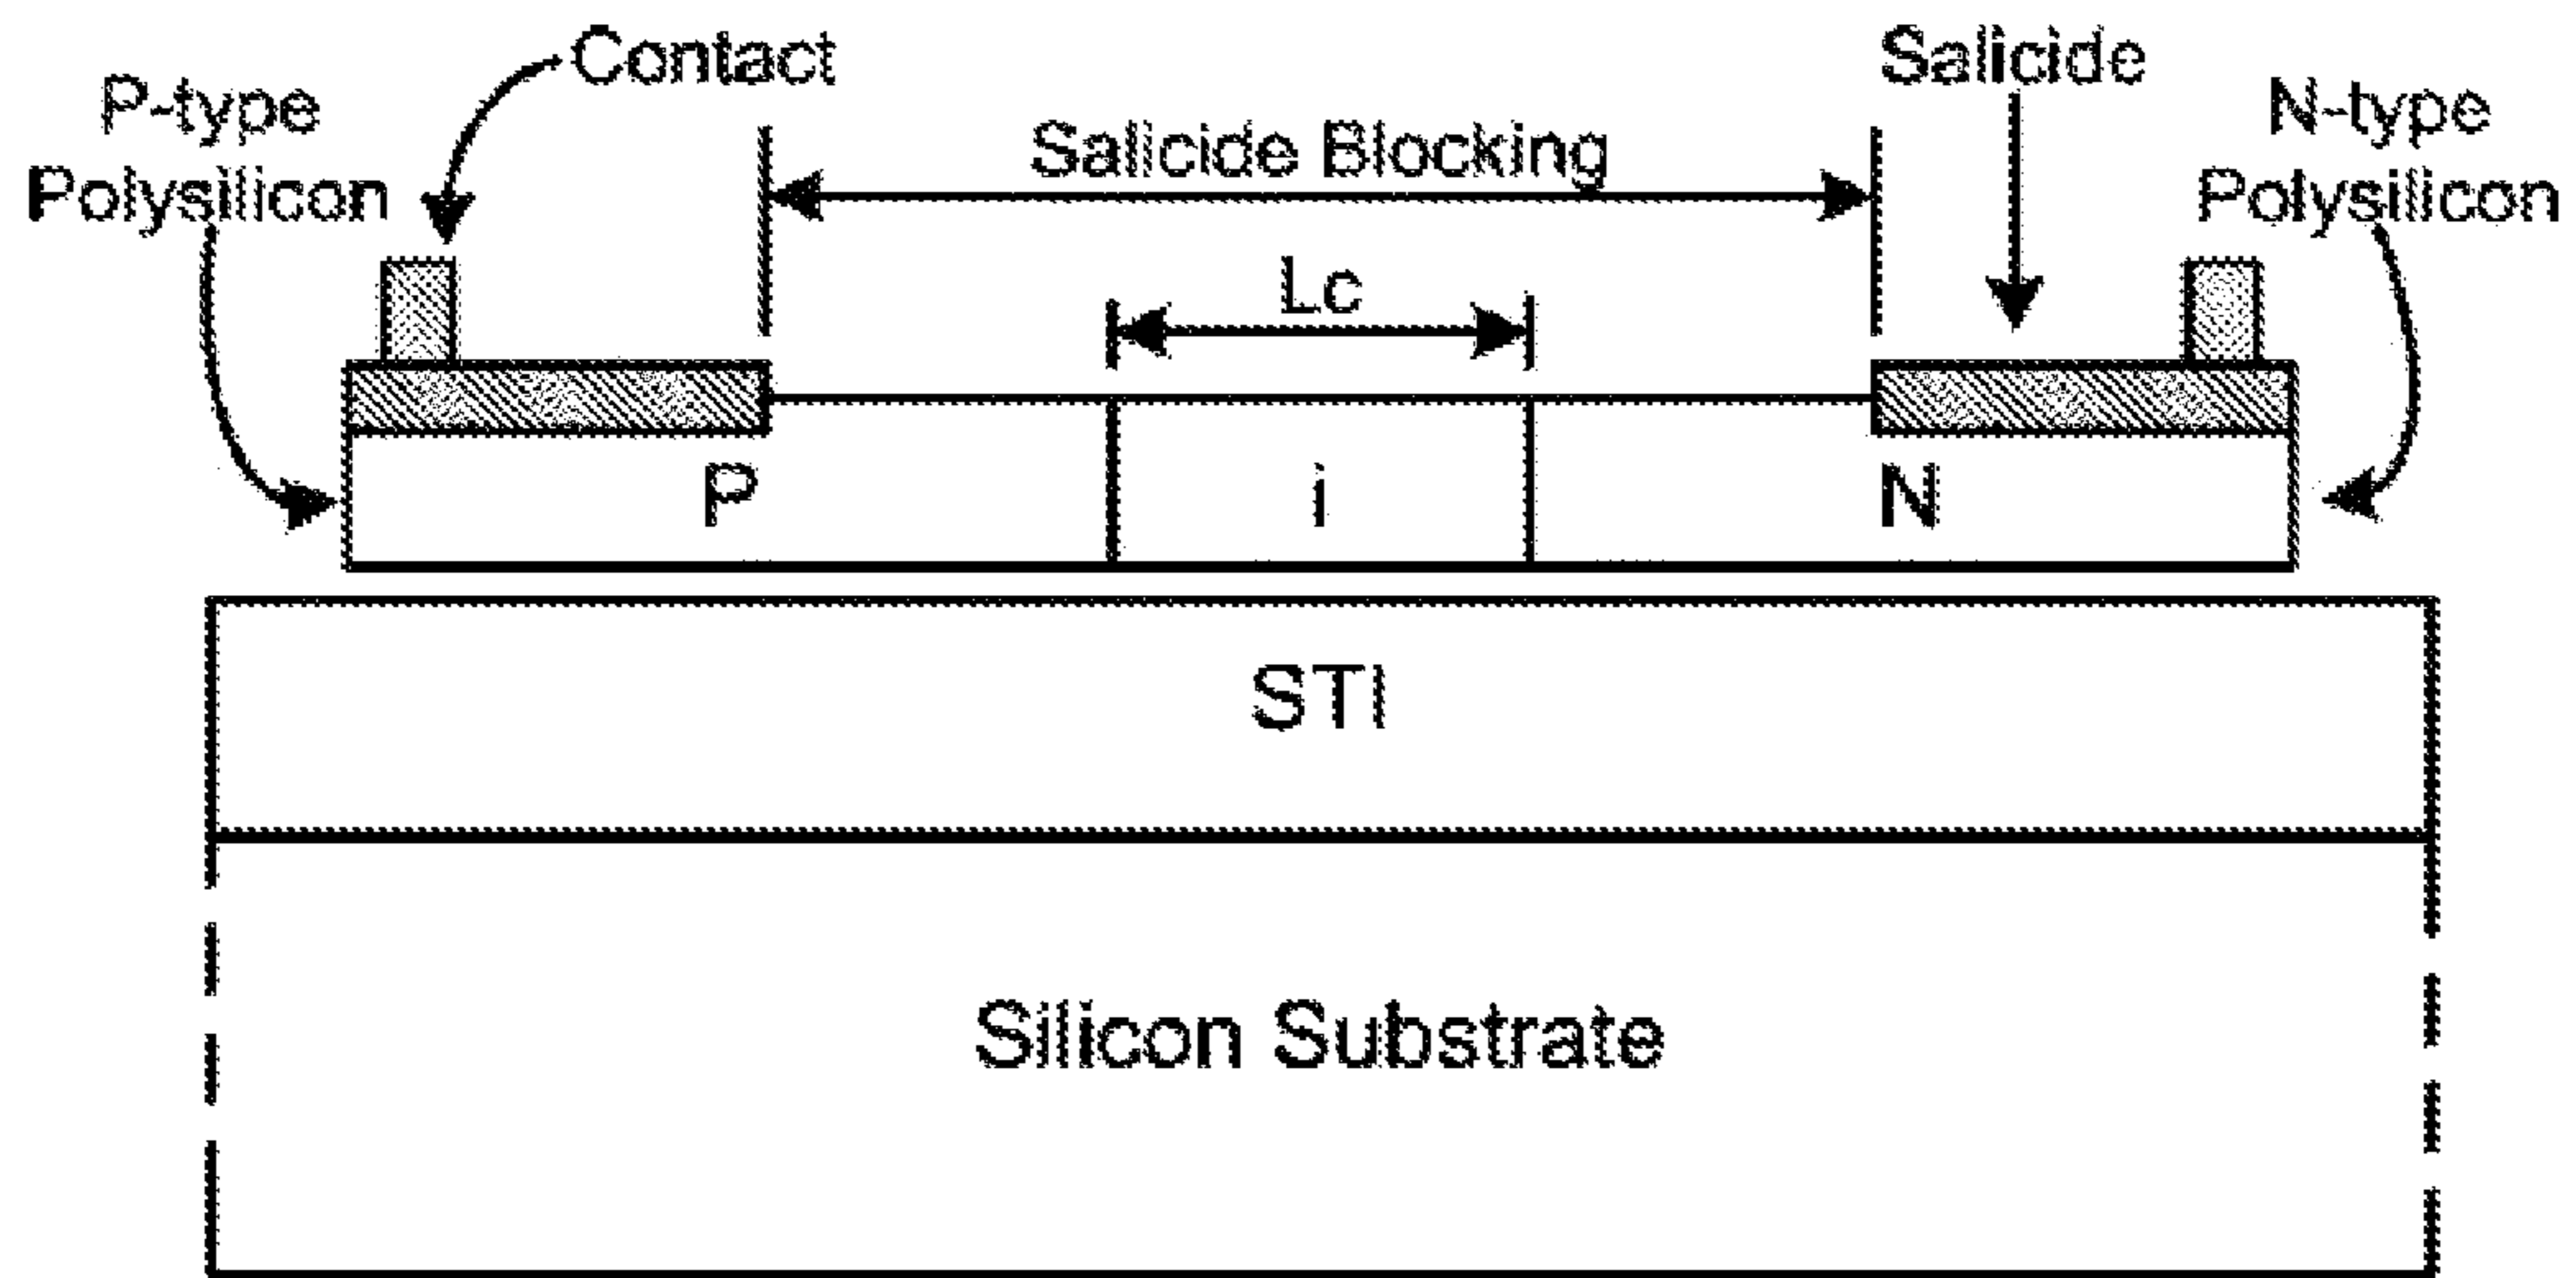 Contact
Salicide
P-type
Polysilicon
Salicide Blocking
N-type
Polysilicon
Lc
P
i
N
STI
Silicon Substrate